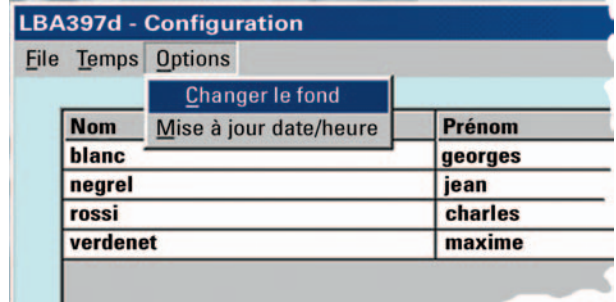 LBA397d - Configuration
File Temps Options
Changer le fond
Mise à jour date/heure
Nom Prénom
blanc georges
negrel jean
rossi charles
verdenet maxime